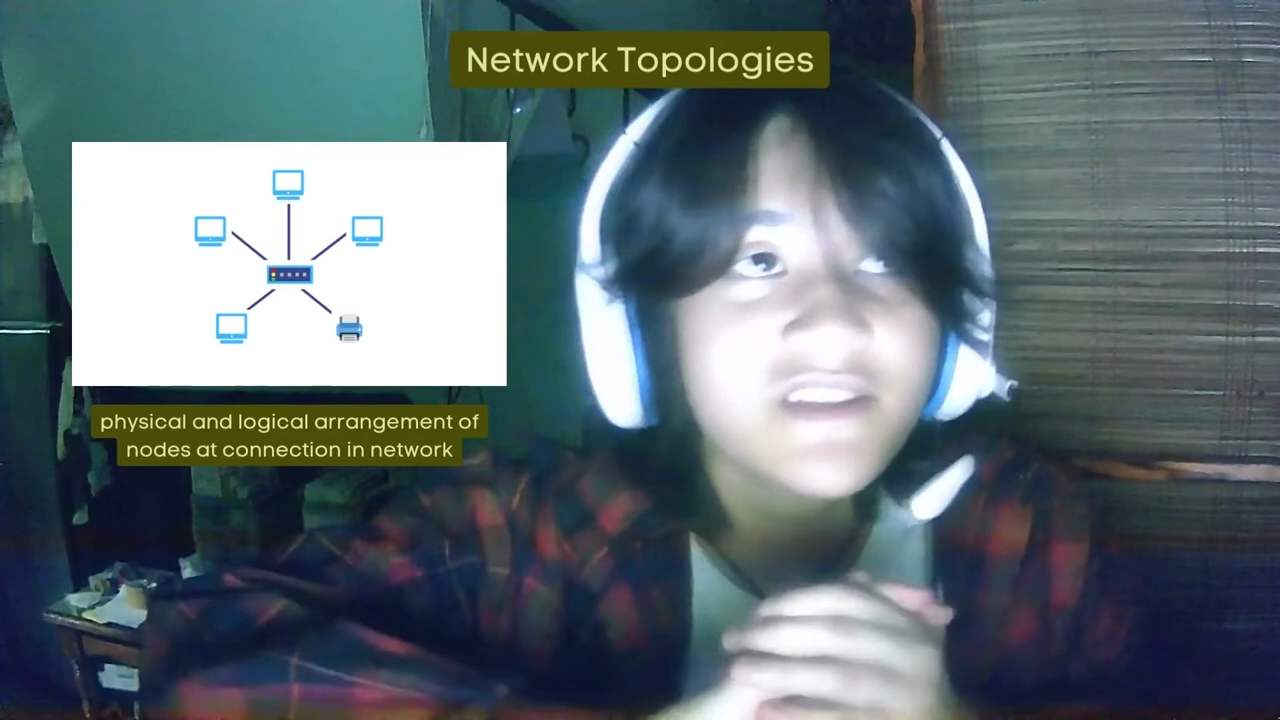 Network Topologies
physical and logical arrangement of
nodes at connection in network